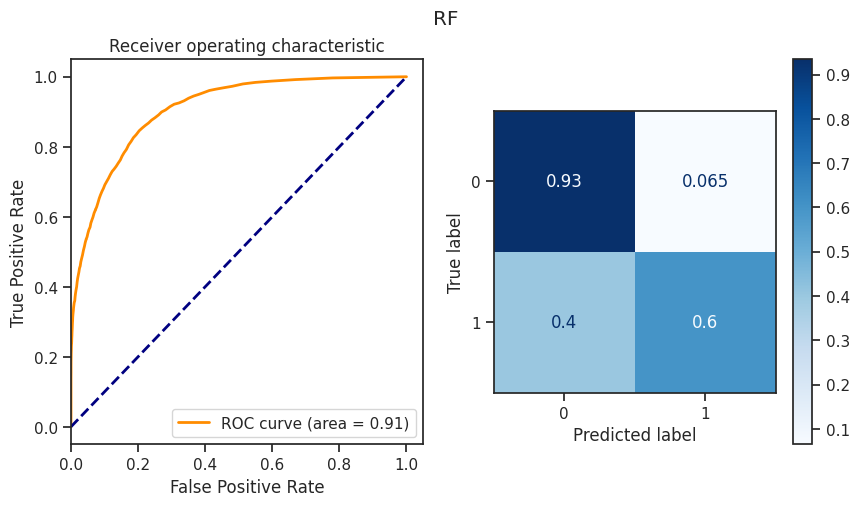 RF
Receiver operating characteristic
True Positive Rate
1.0
0.8
0.6
0.4
0.2
0.0
ROC curve (area = 0.91)
0.0 0.2 0.4 0.6 0.8 1.0
False Positive Rate
True label
0
1
0.93 0.065
0.4 0.6
0 1
Predicted label
0.9
0.8
0.7
0.6
0.5
0.4
0.3
0.2
0.1